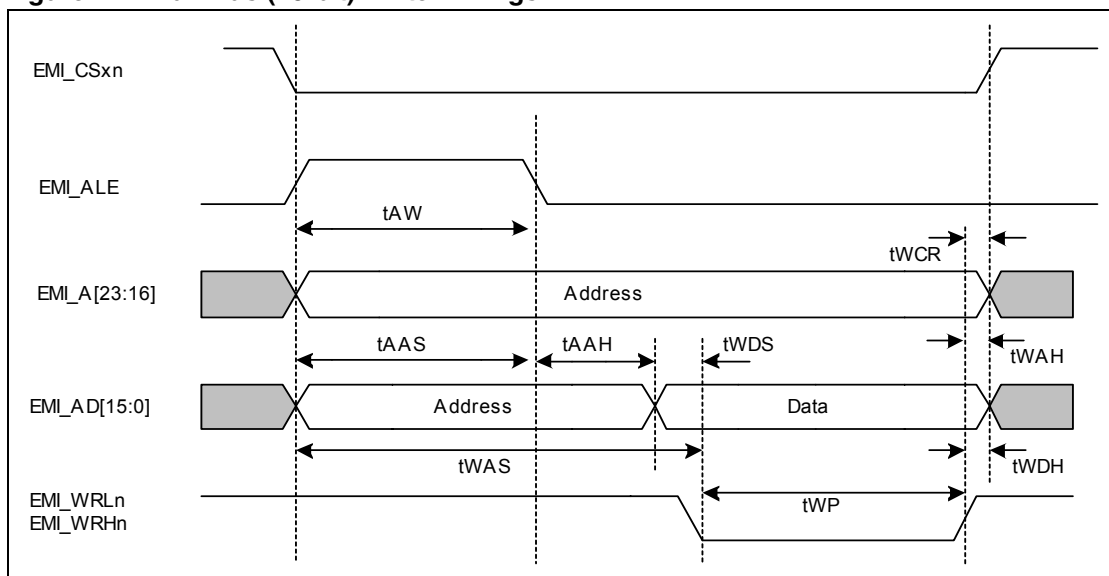 EMI_CSxn
EMI_ALE
tAW
tWCR
EMI_A[23:16]
Address
tAAS
tAAH
tWDS
tWAH
EMI_AD[15:0]
Address
Data
tWAS
tWDH
EMI_WRLn
EMI_WRHn
tWP